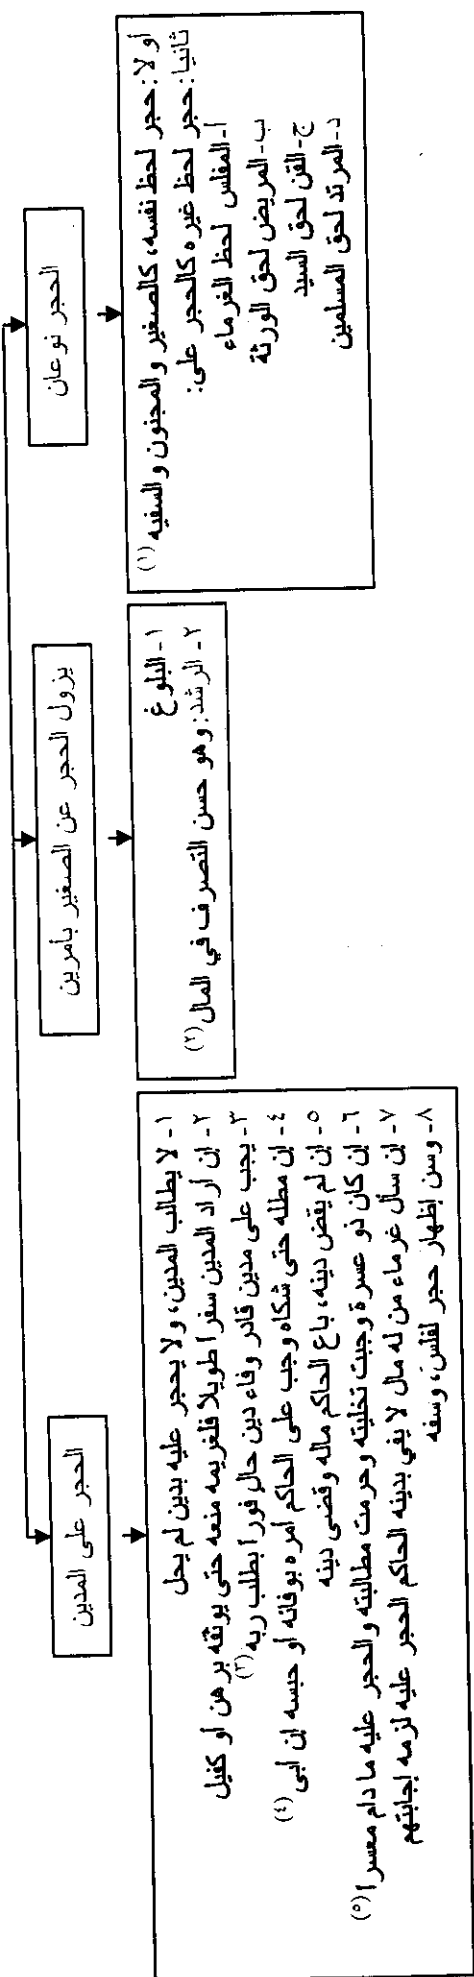 الحجر نوعان
أولا: حجر لحظ نفسه، كالصغير والمجنون والسفيه (١)
ثانيا: حجر لحظ غيره كالحجر على:
أ- المفلس لحظ الغرماء
ب- المريض لحق الورثة
ج- القن لحق السيد
د- المرتد لحق المسلمين
يزول الحجر عن الصغير بأمرين
١- البلوغ
٢- الرشد: وهو حسن التصرف في المال (٢)
الحجر على المدين
١- لا يطالب المدين، ولا يحجر عليه بدين لم يحل
٢- إن أراد المدين سفرا طويلا فلغريمه منعه حتى يوثقه برهن أو كفيل
٣- يجب على مدين قادر وفاء دين حال فورا بطلب ربه (٣)
٤- إن مطله حتى شكاه وجب على الحاكم أمره بوفائه أو حبسه إن أبى (٤)
٥- إن لم يقض دينه، باع الحاكم ماله وقضى دينه
٦- إن كان ذو عسرة وجبت تخليته وحرمت مطالبته والحجر عليه ما دام معسرا (٥)
٧- إن سأل غرماء من له مال لا يفي بدينه الحاكم الحجر عليه لزمه إجابتهم
٨- وسن إظهار حجر لفلس، وسفه